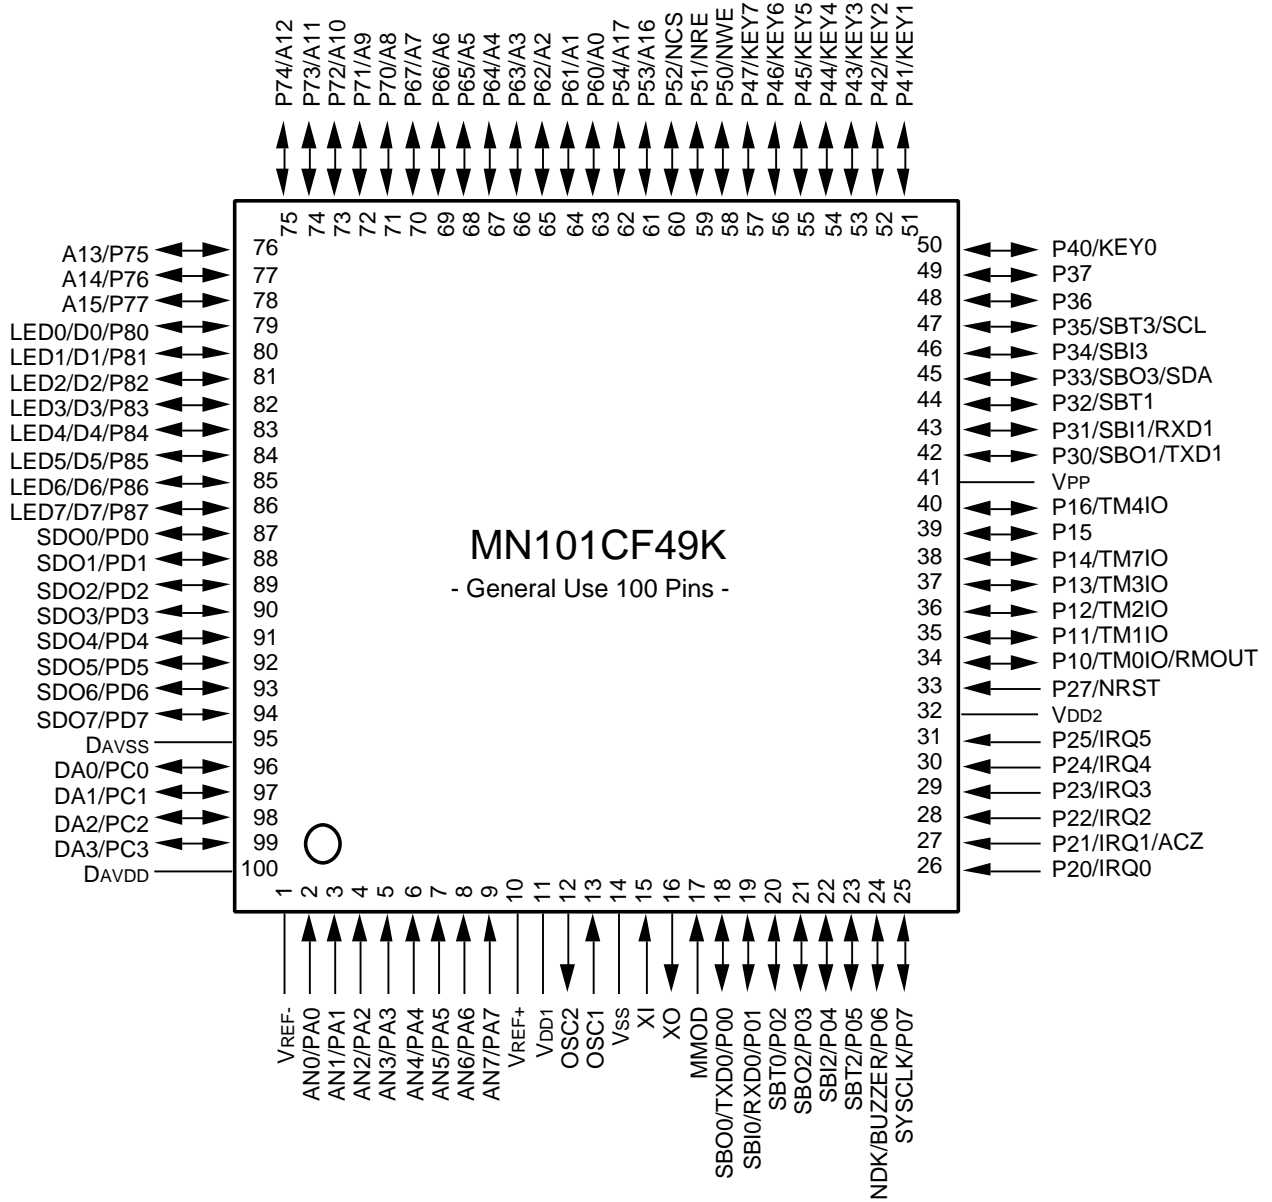 P74/A12
P73/A11
P72/A10
P71/A9
P70/A8
P67/A7
P66/A6
P65/A5
P64/A4
P63/A3
P62/A2
P61/A1
P60/A0
P54/A17
P53/A16
P52/NCS
P51/NRE
P50/NWE
P47/KEY7
P46/KEY6
P45/KEY5
P44/KEY4
P43/KEY3
P42/KEY2
P41/KEY1
75 74 73 72 71 70 69 68 67 66 65 64 63 62 61 60 59 58 57 56 55 54 53 52 51
A13/P75 76
A14/P76 77
A15/P77 78
LED0/D0/P80 79
LED1/D1/P81 80
LED2/D2/P82 81
LED3/D3/P83 82
LED4/D4/P84 83
LED5/D5/P85 84
LED6/D6/P86 85
LED7/D7/P87 86
SDO0/PD0 87
SDO1/PD1 88
SDO2/PD2 89
SDO3/PD3 90
SDO4/PD4 91
SDO5/PD5 92
SDO6/PD6 93
SDO7/PD7 94
DAVSS 95
DA0/PC0 96
DA1/PC1 97
DA2/PC2 98
DA3/PC3 99
DAVDD 100
MN101CF49K
- General Use 100 Pins -
50 P40/KEY0
49 P37
48 P36
47 P35/SBT3/SCL
46 P34/SBI3
45 P33/SBO3/SDA
44 P32/SBT1
43 P31/SBI1/RXD1
42 P30/SBO1/TXD1
41 VPP
40 P16/TM4IO
39 P15
38 P14/TM7IO
37 P13/TM3IO
36 P12/TM2IO
35 P11/TM1IO
34 P10/TM0IO/RMOUT
33 P27/NRST
32 VDD2
31 P25/IRQ5
30 P24/IRQ4
29 P23/IRQ3
28 P22/IRQ2
27 P21/IRQ1/ACZ
26 P20/IRQ0
1 2 3 4 5 6 7 8 9 10 11 12 13 14 15 16 17 18 19 20 21 22 23 24 25
VREF-
AN0/PA0
AN1/PA1
AN2/PA2
AN3/PA3
AN4/PA4
AN5/PA5
AN6/PA6
AN7/PA7
VREF+
VDD1
OSC2
OSC1
VSS
XI
XO
MMOD
SBO0/TXD0/P00
SBI0/RXD0/P01
SBT0/P02
SBO2/P03
SBI2/P04
SBT2/P05
NDK/BUZZER/P06
SYSCLK/P07